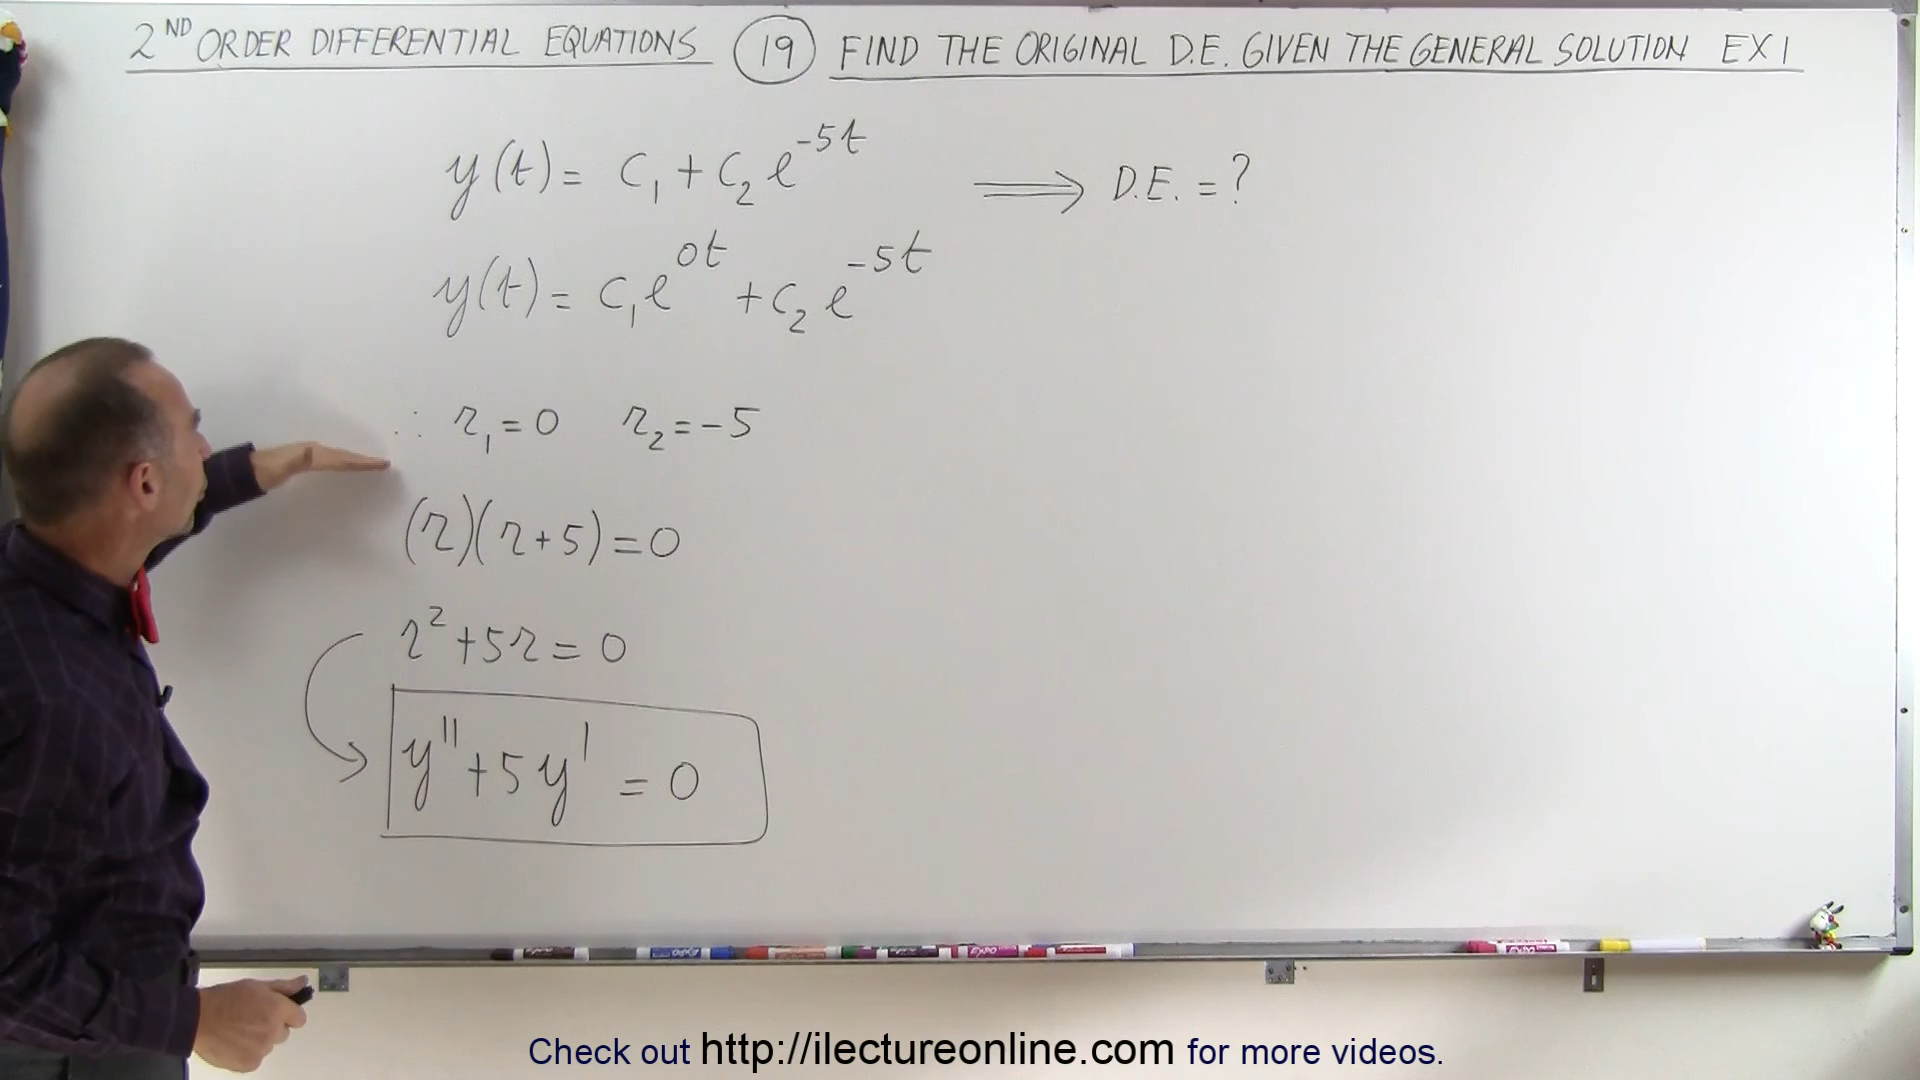 2ND ORDER DIFFERENTIAL EQUATIONS 19 FIND THE ORIGINAL D.E. GIVEN THE GENERAL SOLUTION EX 1
y(t) = c₁ + c₂ e^{-5t} ⟹ D.E. = ?
y(t) = c₁e^{0t} + c₂ e^{-5t}
∴ r₁ = 0 r₂ = -5
(r)(r+5) = 0
r² + 5r = 0
y'' + 5y' = 0
Check out http://ilectureonline.com for more videos.